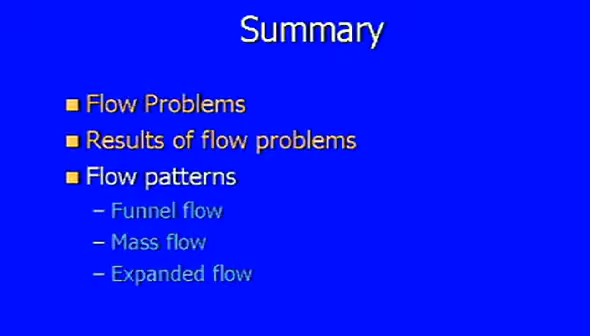 Summary
Flow Problems
Results of flow problems
Flow patterns
– Funnel flow
– Mass flow
– Expanded flow